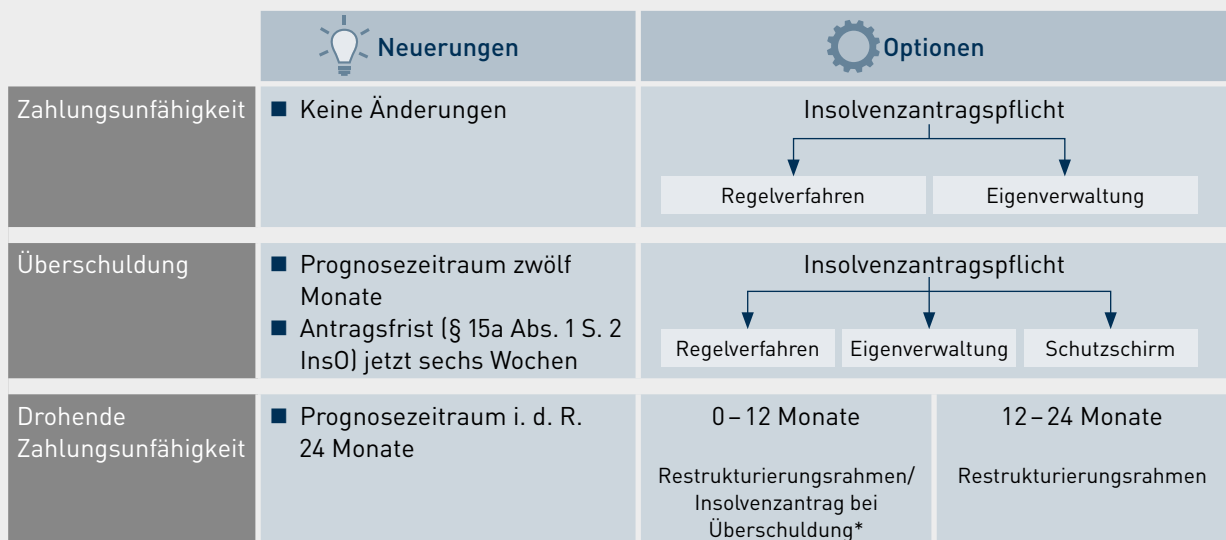 Neuerungen
Optionen
Zahlungsunfähigkeit
■ Keine Änderungen
Insolvenzantragspflicht
Regelverfahren
Eigenverwaltung
Überschuldung
■ Prognosezeitraum zwölf
Monate
■ Antragsfrist (§ 15a Abs. 1 S. 2
InsO) jetzt sechs Wochen
Insolvenzantragspflicht
Regelverfahren
Eigenverwaltung
Schutzschirm
Drohende
Zahlungsunfähigkeit
■ Prognosezeitraum i. d. R.
24 Monate
0 – 12 Monate
Restrukturierungsrahmen/
Insolvenzantrag bei
Überschuldung*
12 – 24 Monate
Restrukturierungsrahmen